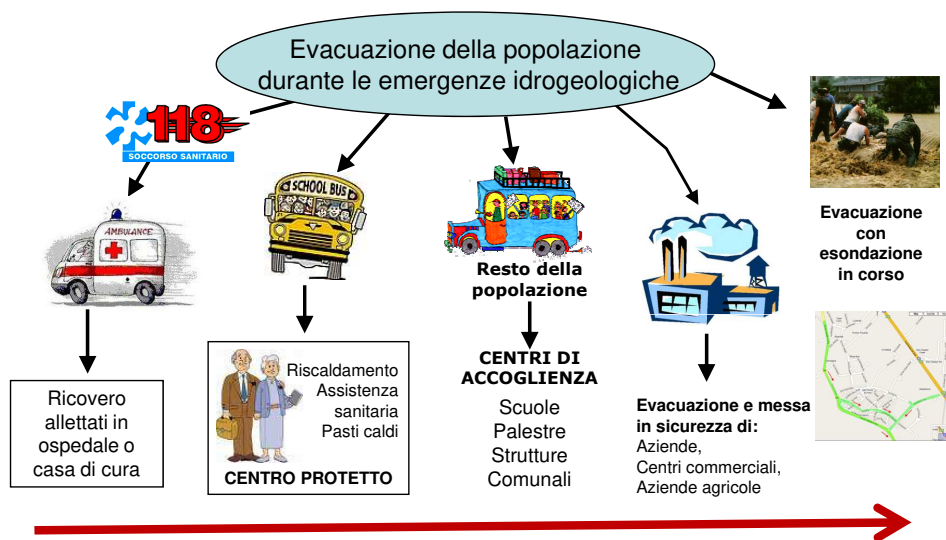 Evacuazione della popolazione
durante le emergenze idrogeologiche
118
SOCCORSO SANITARIO
AMBULANCE
SCHOOL BUS
Resto della
popolazione
Evacuazione
con
esondazione
in corso
Ricovero
allettati in
ospedale o
casa di cura
Riscaldamento
Assistenza
sanitaria
Pasti caldi
CENTRO PROTETTO
CENTRI DI
ACCOGLIENZA
Scuole
Palestre
Strutture
Comunali
Evacuazione e messa
in sicurezza di:
Aziende,
Centri commerciali,
Aziende agricole